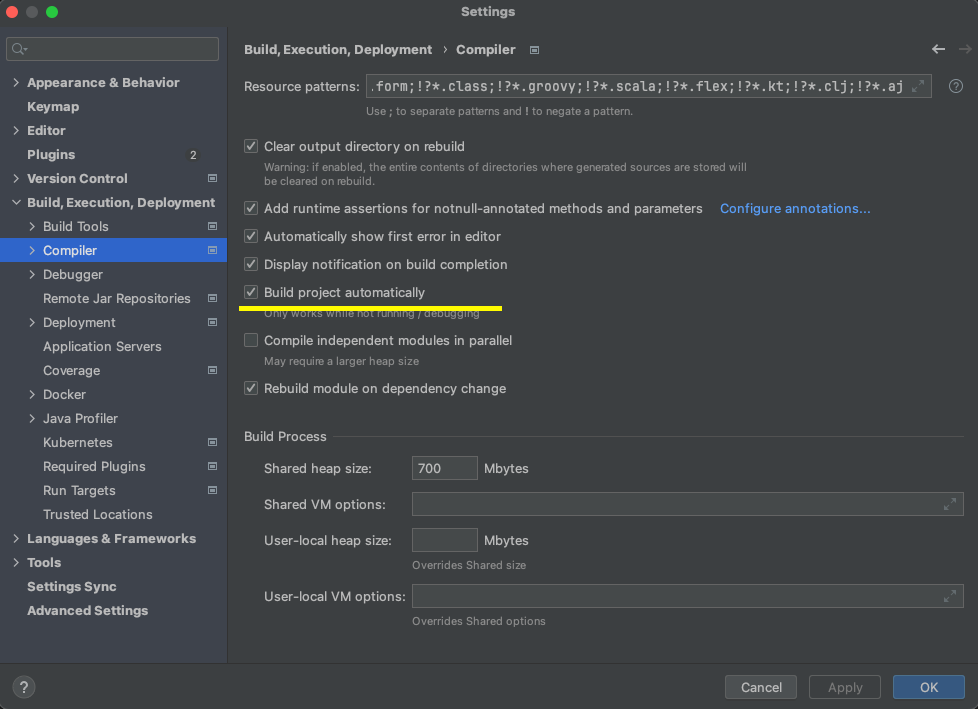 Settings
Build, Execution, Deployment › Compiler
Appearance & Behavior
Keymap
Editor
Plugins 2
Version Control
Build, Execution, Deployment
Build Tools
Compiler
Debugger
Remote Jar Repositories
Deployment
Application Servers
Coverage
Docker
Java Profiler
Kubernetes
Required Plugins
Run Targets
Trusted Locations
Languages & Frameworks
Tools
Settings Sync
Advanced Settings
Resource patterns: .form;!?*.class;!?*.groovy;!?*.scala;!?*.flex;!?*.kt;!?*.clj;!?*.aj ?
Use ; to separate patterns and ! to negate a pattern.
Clear output directory on rebuild
Warning: if enabled, the entire contents of directories where generated sources are stored will
be cleared on rebuild.
Add runtime assertions for notnull-annotated methods and parameters Configure annotations...
Automatically show first error in editor
Display notification on build completion
Build project automatically
Only works while not running / debugging
Compile independent modules in parallel
May require a larger heap size
Rebuild module on dependency change
Build Process
Shared heap size: 700 Mbytes
Shared VM options:
User-local heap size: Mbytes
Overrides Shared size
User-local VM options:
Overrides Shared options
? Cancel Apply OK